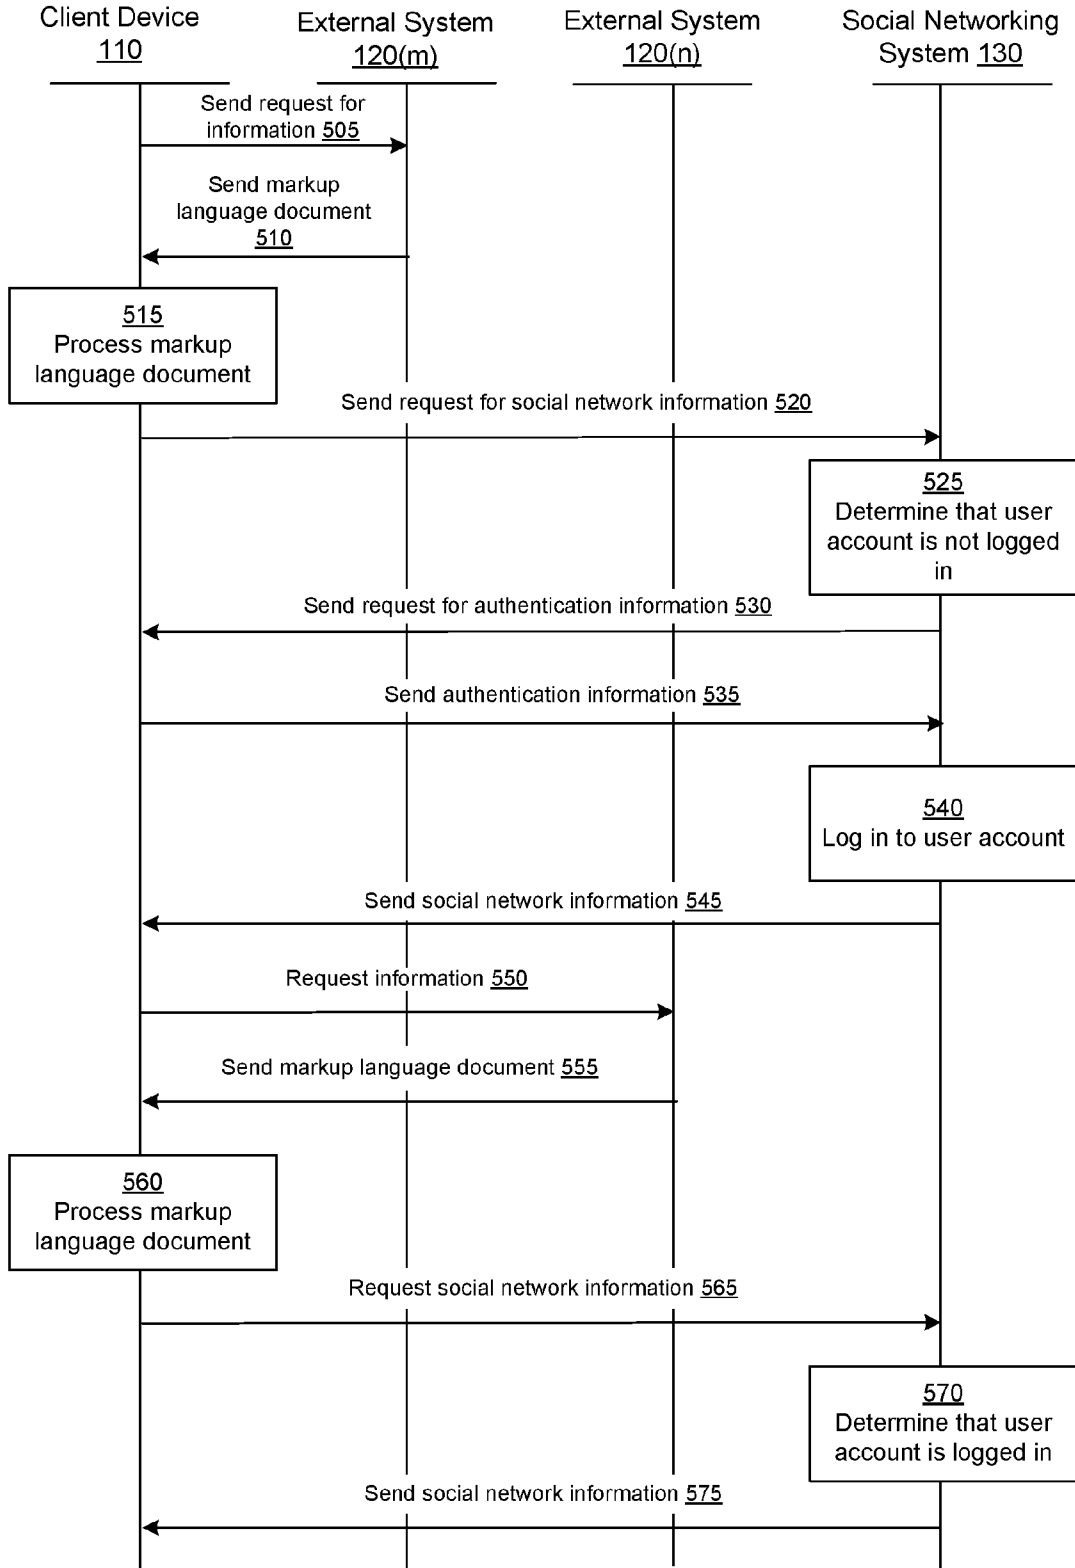 Client Device
110
External System
120(m)
External System
120(n)
Social Networking
System 130
Send request for
information 505
Send markup
language document
510
515
Process markup
language document
Send request for social network information 520
525
Determine that user
account is not logged
in
Send request for authentication information 530
Send authentication information 535
540
Log in to user account
Send social network information 545
Request information 550
Send markup language document 555
560
Process markup
language document
Request social network information 565
570
Determine that user
account is logged in
Send social network information 575